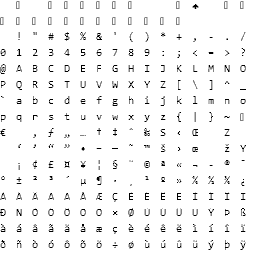 ! " # $ % & ' ( ) * + , - . /
0 1 2 3 4 5 6 7 8 9 : ; < = > ?
@ A B C D E F G H I J K L M N O
P Q R S T U V W X Y Z [ \ ] ^ _
` a b c d e f g h i j k l m n o
p q r s t u v w x y z { | } ~
€ ‚ ƒ „ … † ‡ ˆ ‰ Š ‹ Œ Ž
‘ ’ “ ” • – — ˜ ™ š › œ ž Ÿ
¡ ¢ £ ¤ ¥ ¦ § ¨ © ª « ¬ - ® ¯
° ± ² ³ ´ µ ¶ · ¸ ¹ º » ¼ ½ ¾ ¿
À Á Â Ã Ä Å Æ Ç È É Ê Ë Ì Í Î Ï
Ð Ñ Ò Ó Ô Õ Ö × Ø Ù Ú Û Ü Ý Þ ß
à á â ã ä å æ ç è é ê ë ì í î ï
ð ñ ò ó ô õ ö ÷ ø ù ú û ü ý þ ÿ